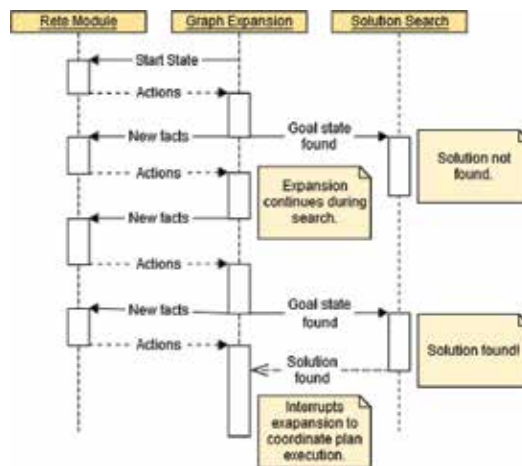 Rete Module
Graph Expansion
Solution Search
Start State
Actions
New facts
Goal state
found
Solution not
found.
Actions
Expansion
continues during
search.
New facts
Actions
New facts
Goal state
found
Solution found!
Actions
Solution
found
Interrupts
exapansion to
coordinate plan
execution.